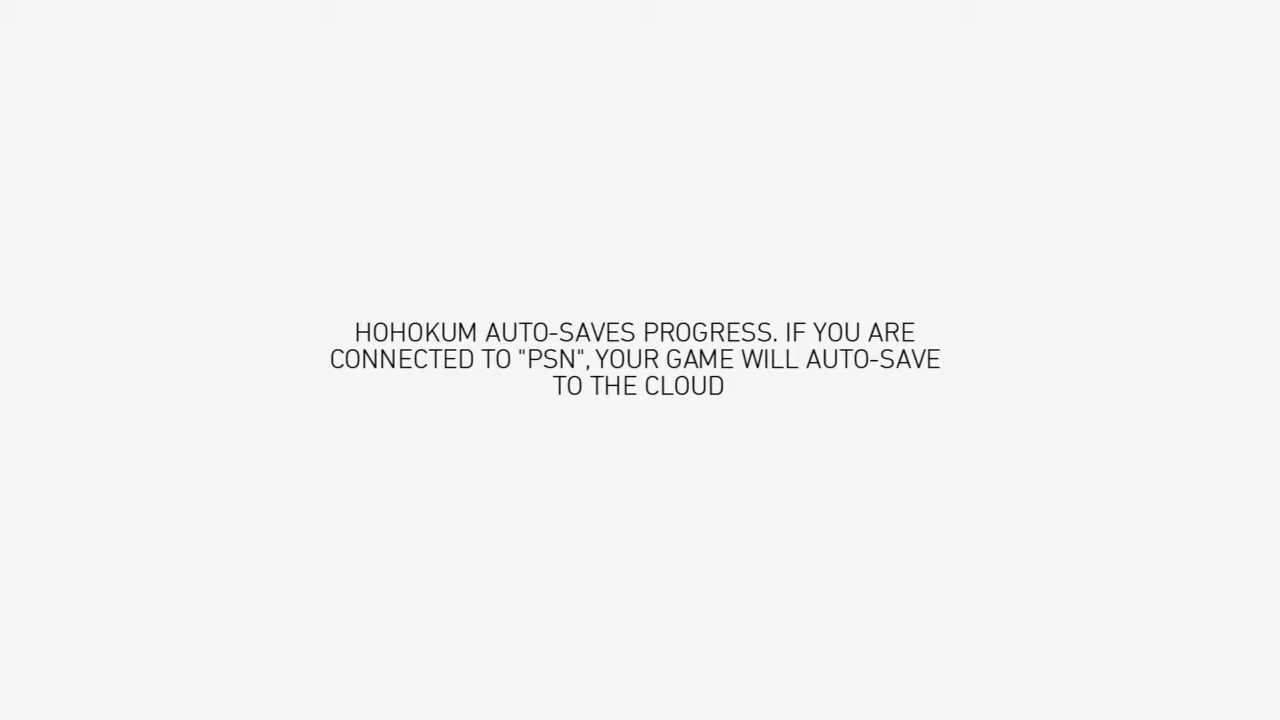 HOHOKUM AUTO-SAVES PROGRESS. IF YOU ARE
CONNECTED TO "PSN", YOUR GAME WILL AUTO-SAVE
TO THE CLOUD